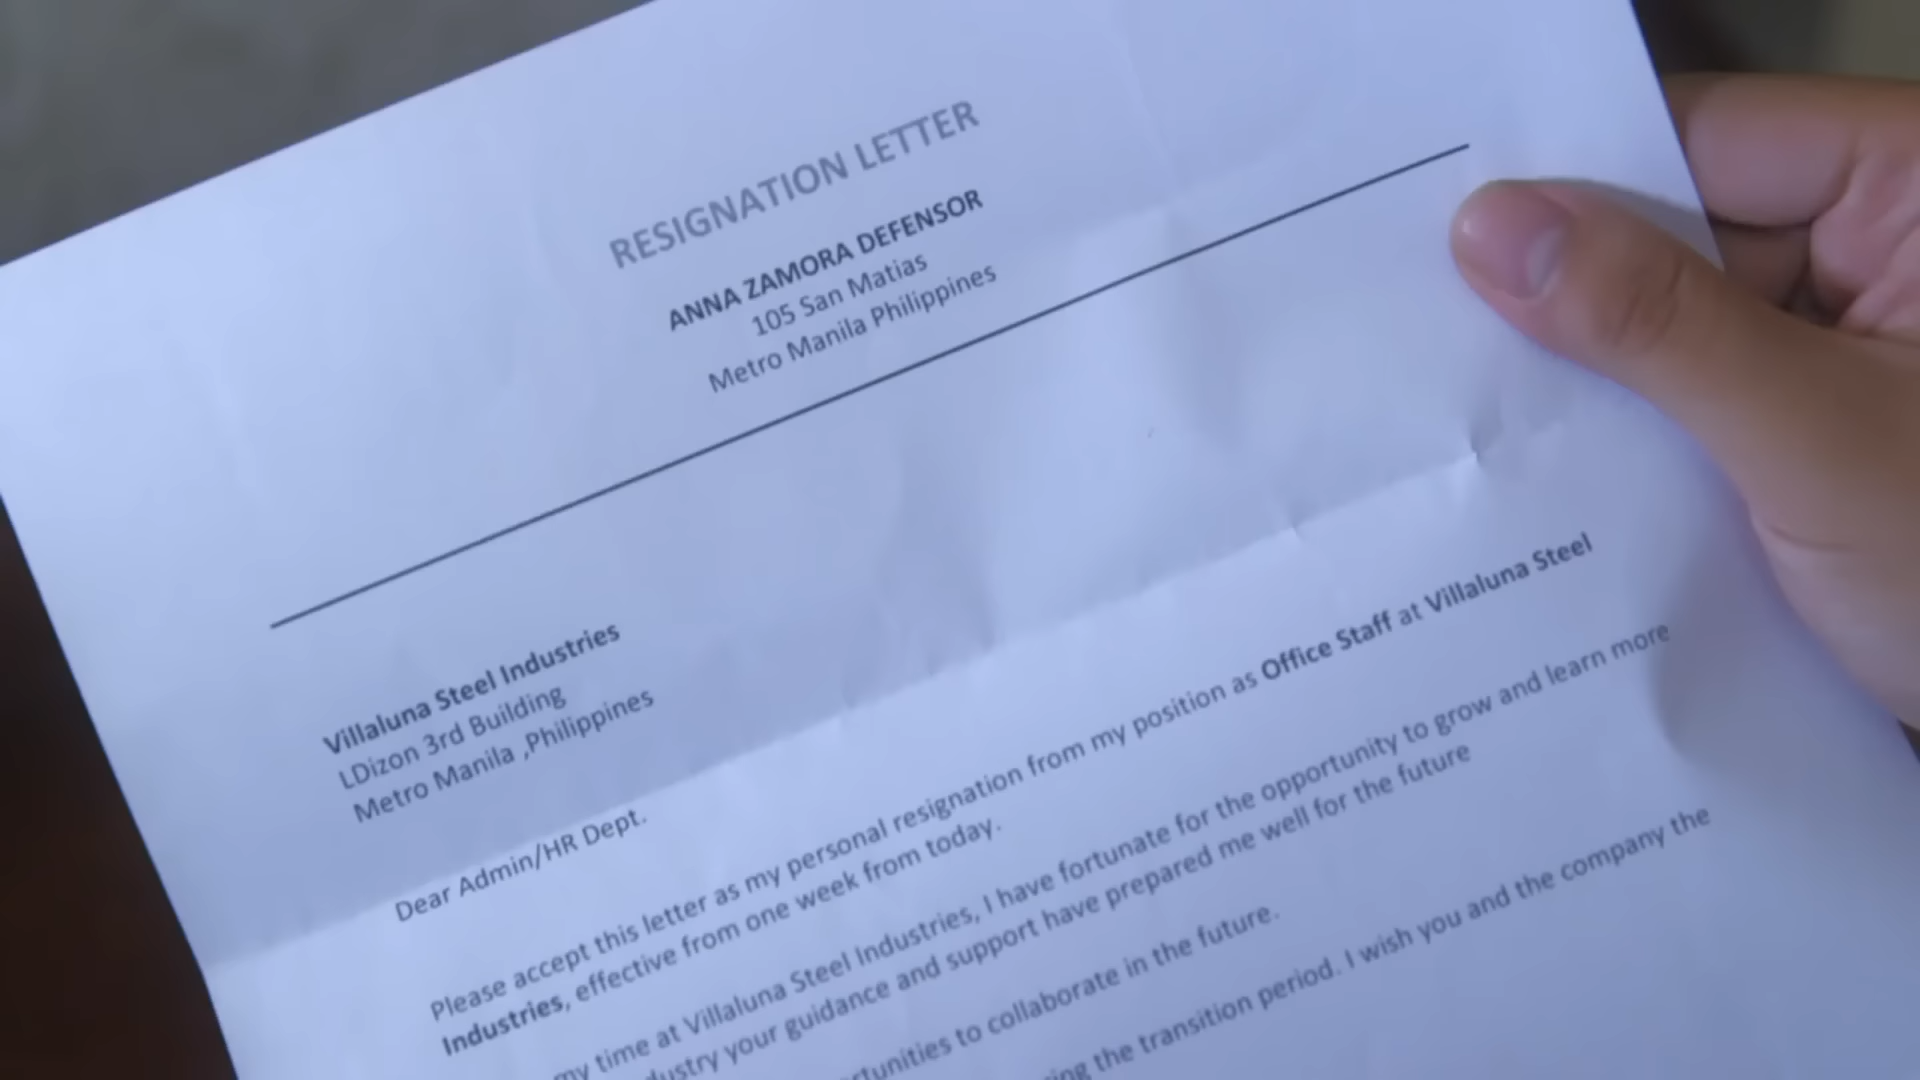 RESIGNATION LETTER
ANNA ZAMORA DEFENSOR
105 San Matias
Metro Manila Philippines
Villaluna Steel Industries
LDizon 3rd Building
Metro Manila ,Philippines
Dear Admin/HR Dept.
Please accept this letter as my personal resignation from my position as Office Staff at Villaluna Steel
Industries, effective from one week from today.
my time at Villaluna Steel Industries, I have fortunate for the opportunity to grow and learn more
your guidance and support have prepared me well for the future
to collaborate in the future.
the transition period. I wish you and the company the